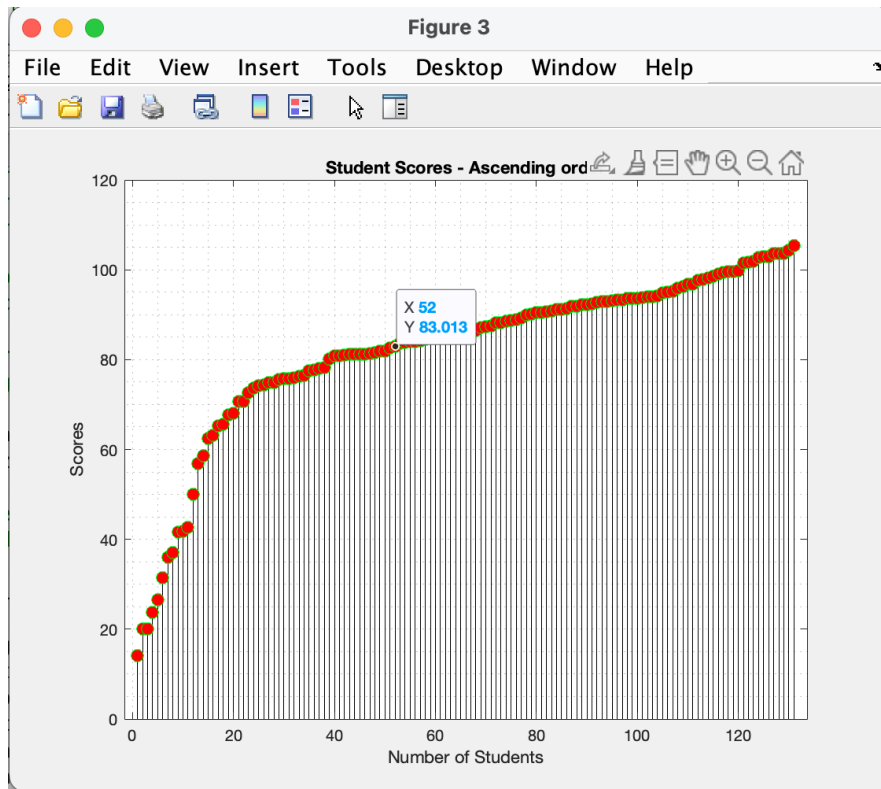 Figure 3
File Edit View Insert Tools Desktop Window Help
Student Scores - Ascending ord
120
100
80
60
40
20
0
Scores
X 52
Y 83.013
0 20 40 60 80 100 120
Number of Students